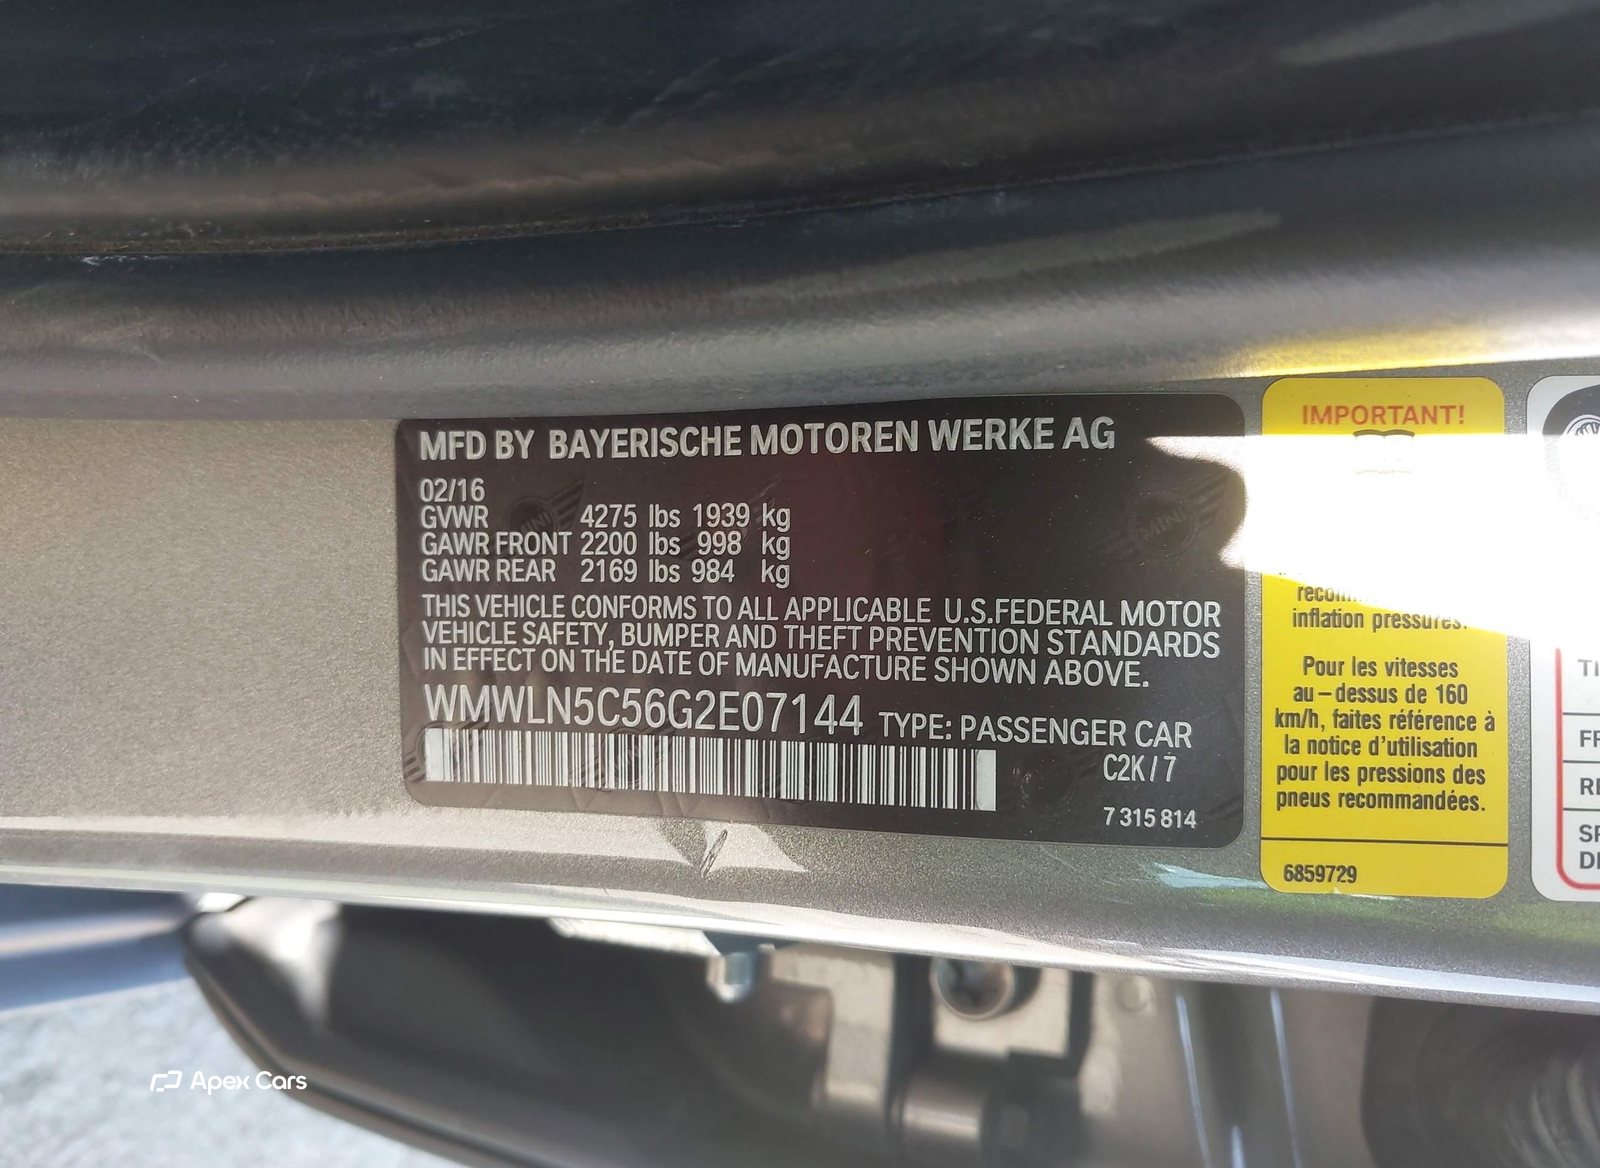 MFD BY BAYERISCHE MOTOREN WERKE AG
02/16
GVWR 4275 lbs 1939 kg
GAWR FRONT 2200 lbs 998 kg
GAWR REAR 2169 lbs 984 kg
THIS VEHICLE CONFORMS TO ALL APPLICABLE U.S.FEDERAL MOTOR
VEHICLE SAFETY, BUMPER AND THEFT PREVENTION STANDARDS
IN EFFECT ON THE DATE OF MANUFACTURE SHOWN ABOVE.
WMWLN5C56G2E07144 TYPE: PASSENGER CAR
C2K/7
7 315 814
IMPORTANT!
inflation pressures.
Pour les vitesses
au-dessus de 160
km/h, faites référence à
la notice d'utilisation
pour les pressions des
pneus recommandées.
6859729
Apex Cars